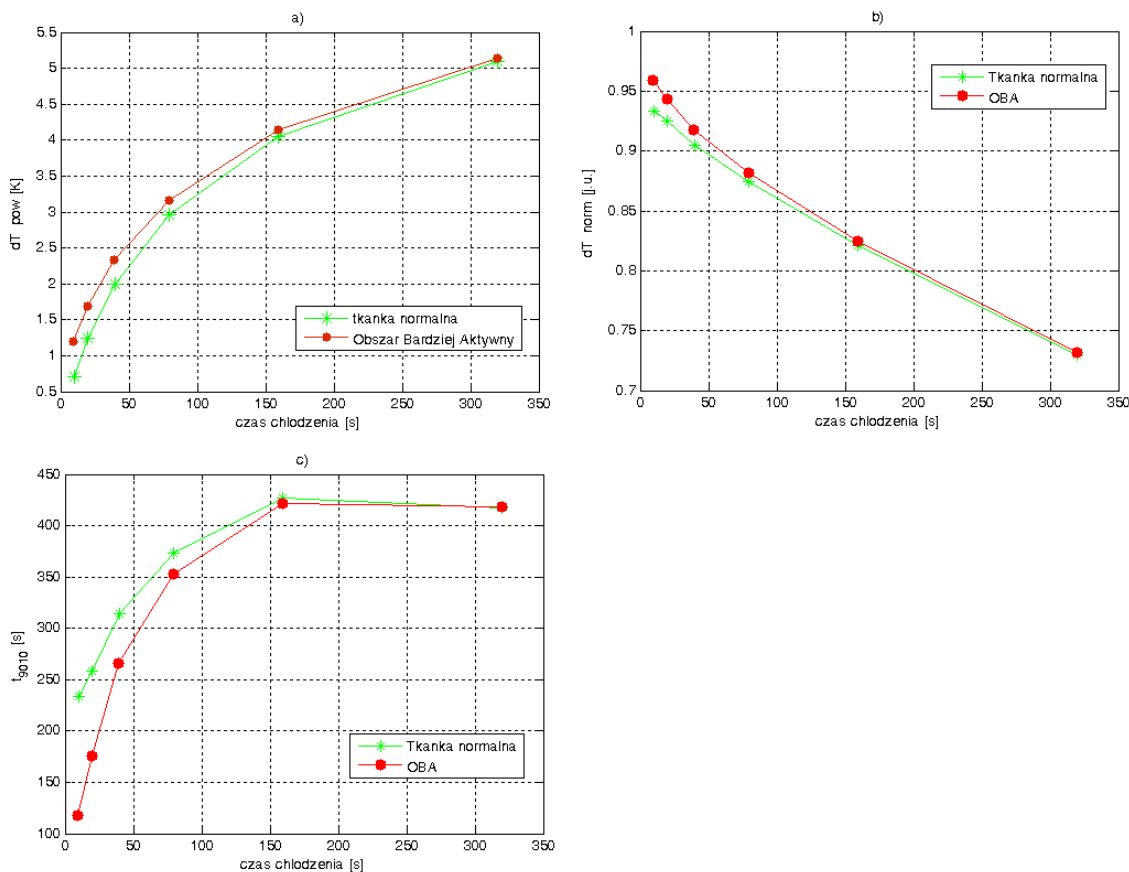 a)
5.5
5
4.5
4
3.5
3
2.5
2
1.5
1
0.5
dT pow [K]
tkanka normalna
Obszar Bardziej Aktywny
0 50 100 150 200 250 300 350
czas chlodzenia [s]
b)
1
0.95
0.9
0.85
0.8
0.75
0.7
dT norm [j.u.]
Tkanka normalna
OBA
0 50 100 150 200 250 300 350
czas chlodzenia [s]
c)
450
400
350
300
250
200
150
100
t9010 [s]
Tkanka normalna
OBA
0 50 100 150 200 250 300 350
czas chlodzenia [s]